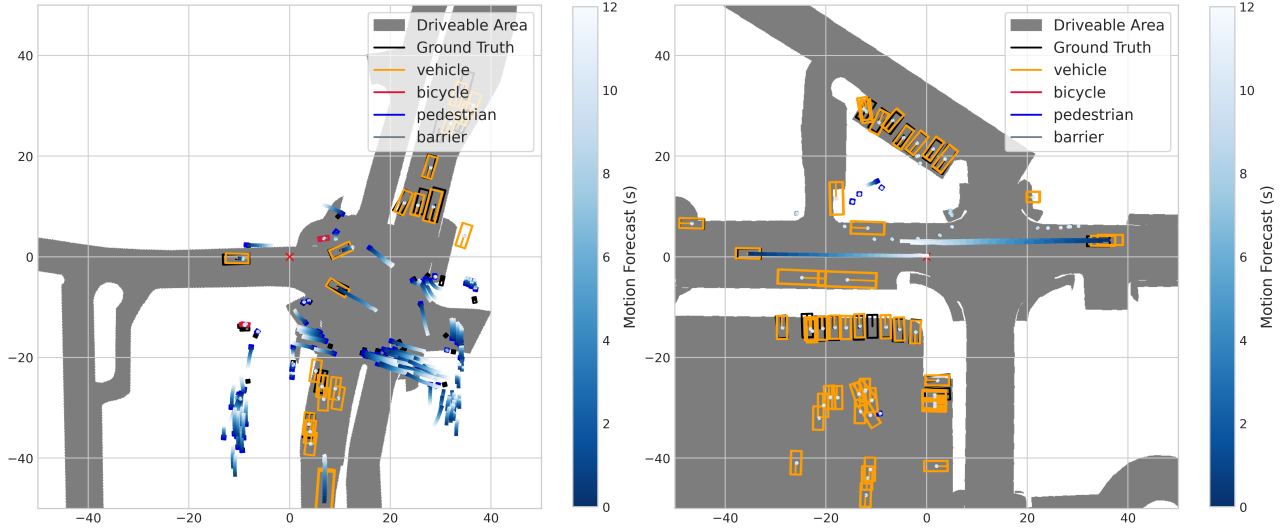 Driveable Area
Ground Truth
vehicle
bicycle
pedestrian
barrier
40
20
0
−20
−40
−40
−20
0
20
40
12
10
8
6
4
2
0
Motion Forecast (s)
Driveable Area
Ground Truth
vehicle
bicycle
pedestrian
barrier
40
20
0
−20
−40
−40
−20
0
20
40
12
10
8
6
4
2
0
Motion Forecast (s)